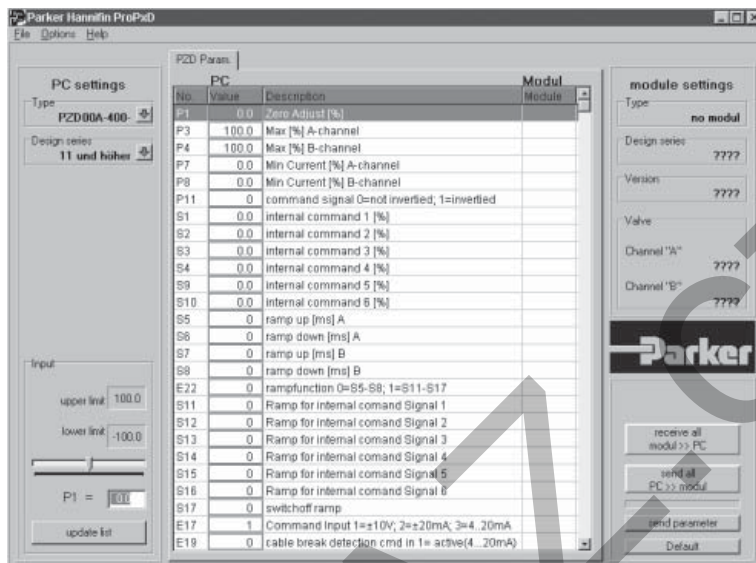 Parker Hannifin ProPxD
File Options Help
PZD Param.
PC settings
Type
PZD00A-400-
Design series
11 und höher
Input
upper limit 100.0
lower limit -100.0
P1 = 0.0
update list
PC Modul
No. Value Description Module
P1 0.0 Zero Adjust [%]
P3 100.0 Max [%] A-channel
P4 100.0 Max [%] B-channel
P7 0.0 Min Current [%] A-channel
P8 0.0 Min Current [%] B-channel
P11 0 command signal 0=not invertied; 1=invertied
S1 0.0 internal command 1 [%]
S2 0.0 internal command 2 [%]
S3 0.0 internal command 3 [%]
S4 0.0 internal command 4 [%]
S9 0.0 internal command 5 [%]
S10 0.0 internal command 6 [%]
S5 0 ramp up [ms] A
S6 0 ramp down [ms] A
S7 0 ramp up [ms] B
S8 0 ramp down [ms] B
E22 0 rampfunction 0=S5-S8; 1=S11-S17
S11 0 Ramp for internal comand Signal 1
S12 0 Ramp for internal comand Signal 2
S13 0 Ramp for internal comand Signal 3
S14 0 Ramp for internal comand Signal 4
S15 0 Ramp for internal comand Signal 5
S16 0 Ramp for internal comand Signal 6
S17 0 switchoff ramp
E17 1 Command Input 1=±10V; 2=±20mA; 3=4..20mA
E19 0 cable break detection cmd in 1= active(4...20mA)
module settings
Type
no modul
Design series
????
Version
????
Valve
Channel "A"
????
Channel "B"
????
Parker
receive all
modul >> PC
send all
PC >> modul
send parameter
Default